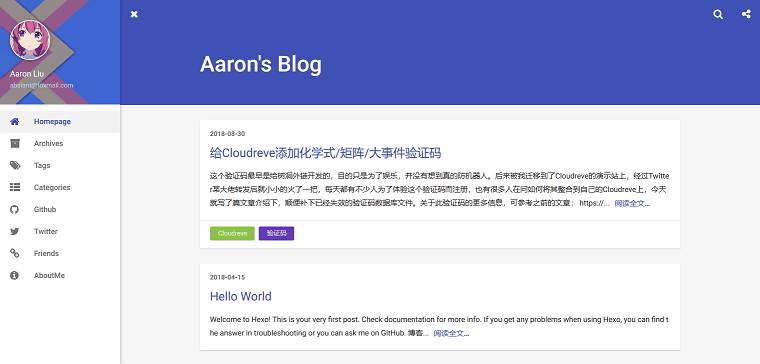 Aaron's Blog
Aaron Liu
abslant@foxmail.com
Homepage
Archives
Tags
Categories
Github
Twitter
Friends
AboutMe
2018-08-30
给Cloudreve添加化学式/矩阵/大事件验证码
这个验证码最早是给树洞外链开发的，目的只是为了娱乐，并没有想到真的防机器人。后来被我迁移到了Cloudreve的演示站上，经过Twitte
r某大佬转发后就小小的火了一把，每天都有不少人为了体验这个验证码而注册，也有很多人在问如何将其整合到自己的Cloudreve上，今天
就写了篇文章介绍下，顺便补下已经失效的验证码数据库文件。关于此验证码的更多信息，可参考之前的文章： https://... 阅读全文...
Cloudreve 验证码
2018-04-15
Hello World
Welcome to Hexo! This is your very first post. Check documentation for more info. If you get any problems when using Hexo, you can find t
he answer in troubleshooting or you can ask me on GitHub. 博客... 阅读全文...